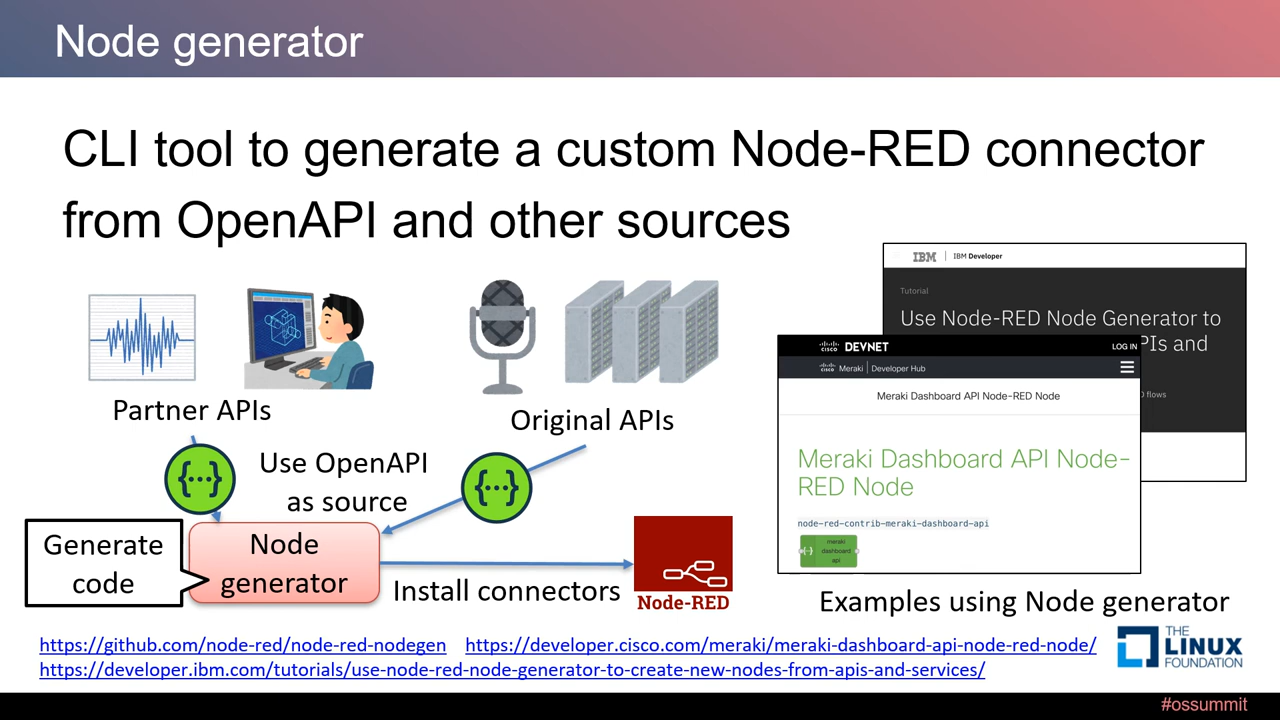 Node generator
CLI tool to generate a custom Node-RED connector
from OpenAPI and other sources
Partner APIs
Original APIs
Use OpenAPI
as source
Generate
code
Node
generator
Install connectors
Node-RED
IBM IBM Developer
Tutorial
Use Node-RED Node Generator to
PIs and
flows
CISCO DEVNET LOG IN
CISCO Meraki Developer Hub
Meraki Dashboard API Node-RED Node
Meraki Dashboard API Node-
RED Node
node-red-contrib-meraki-dashboard-api
meraki
dashboard
api
Examples using Node generator
https://github.com/node-red/node-red-nodegen https://developer.cisco.com/meraki/meraki-dashboard-api-node-red-node/
https://developer.ibm.com/tutorials/use-node-red-node-generator-to-create-new-nodes-from-apis-and-services/
THE
LINUX
FOUNDATION
#ossummit